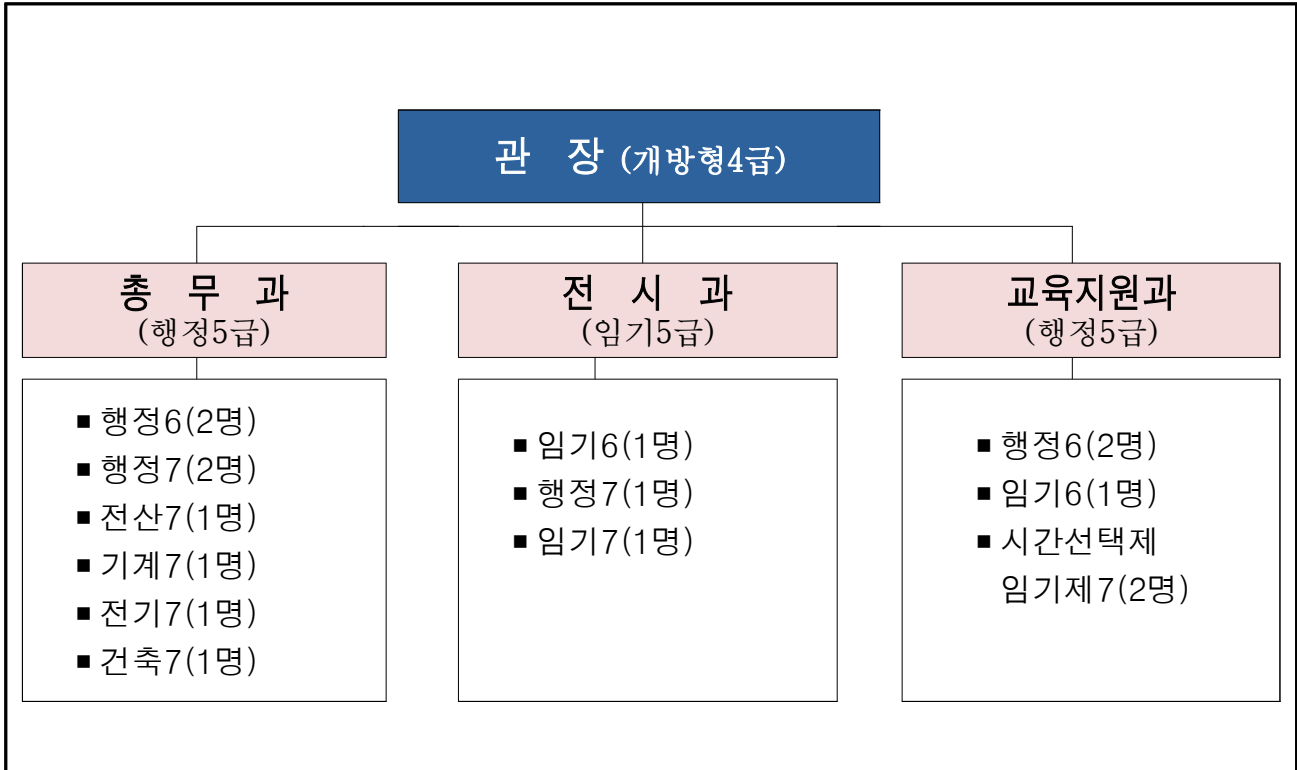 관 장 (개방형4급)
총 무 과
(행정5급)
■ 행정6(2명)
■ 행정7(2명)
■ 전산7(1명)
■ 기계7(1명)
■ 전기7(1명)
■ 건축7(1명)
전 시 과
(임기5급)
■ 임기6(1명)
■ 행정7(1명)
■ 임기7(1명)
교육지원과
(행정5급)
■ 행정6(2명)
■ 임기6(1명)
■ 시간선택제
임기제7(2명)